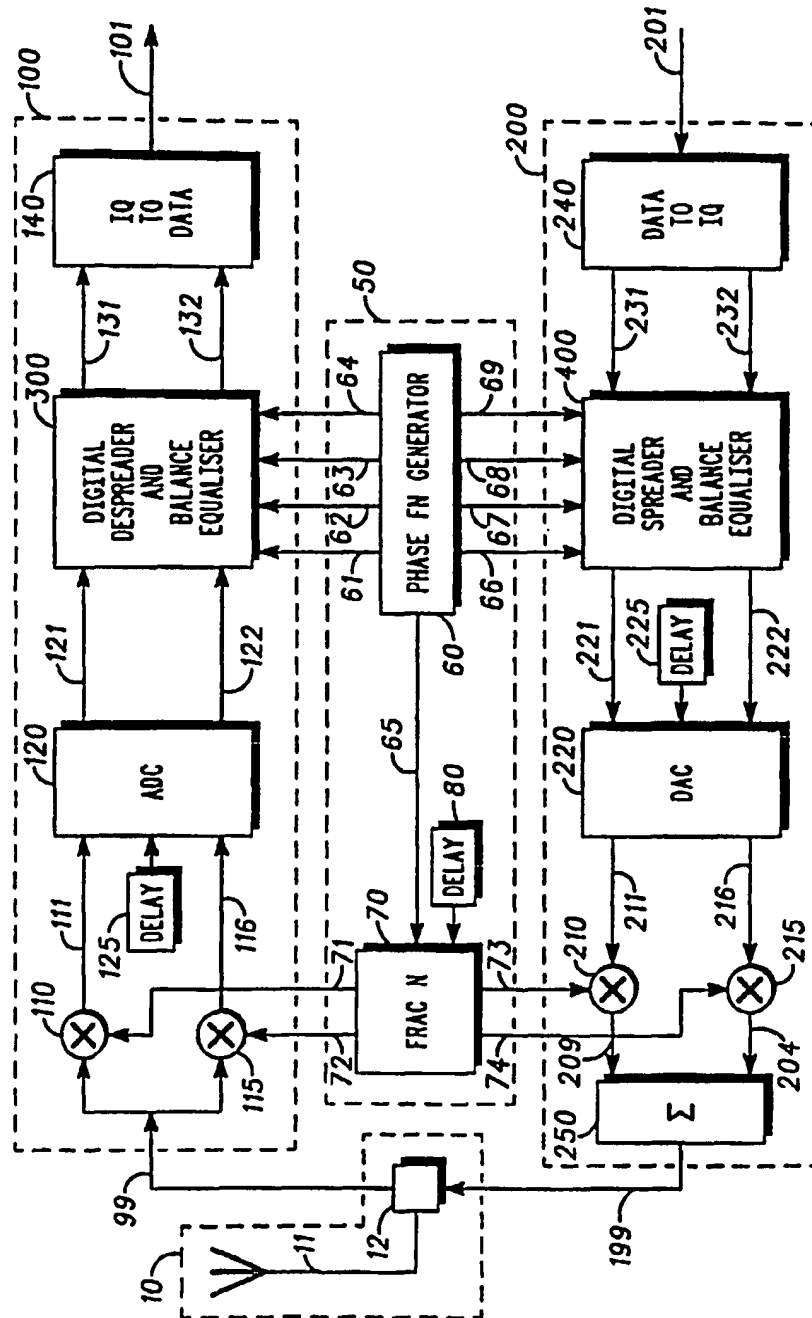 100
140
IQ
TO
DATA
101
131
132
300
DIGITAL
DESPREADER
AND
BALANCE
EQUALISER
121
122
120
ADC
125
DELAY
111
116
110
115
99
50
64
63
62
61
PHASE FN GENERATOR
60
69
68
67
66
65
80
DELAY
70
FRAC N
71
72
73
74
10
11
12
199
200
201
240
DATA
TO
IQ
231
232
400
DIGITAL
SPREADER
AND
BALANCE
EQUALISER
221
225
DELAY
222
220
DAC
211
216
210
215
209
204
250
Σ